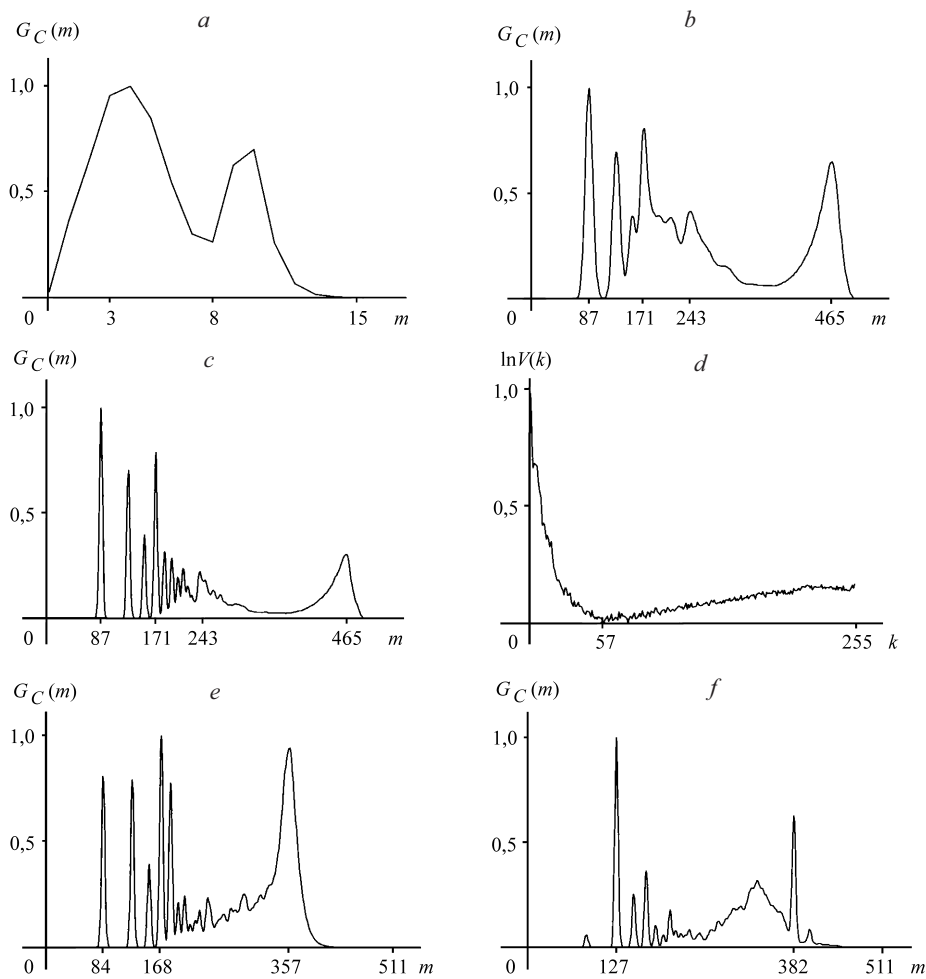 a
G_C (m)
1,0
0,5
0 3 8 15 m
b
G_C (m)
1,0
0,5
0 87 171 243 465 m
c
G_C (m)
1,0
0,5
0 87 171 243 465 m
d
lnV(k)
1,0
0,5
0 57 255 k
e
G_C (m)
1,0
0,5
0 84 168 357 511 m
f
G_C (m)
1,0
0,5
0 127 382 511 m